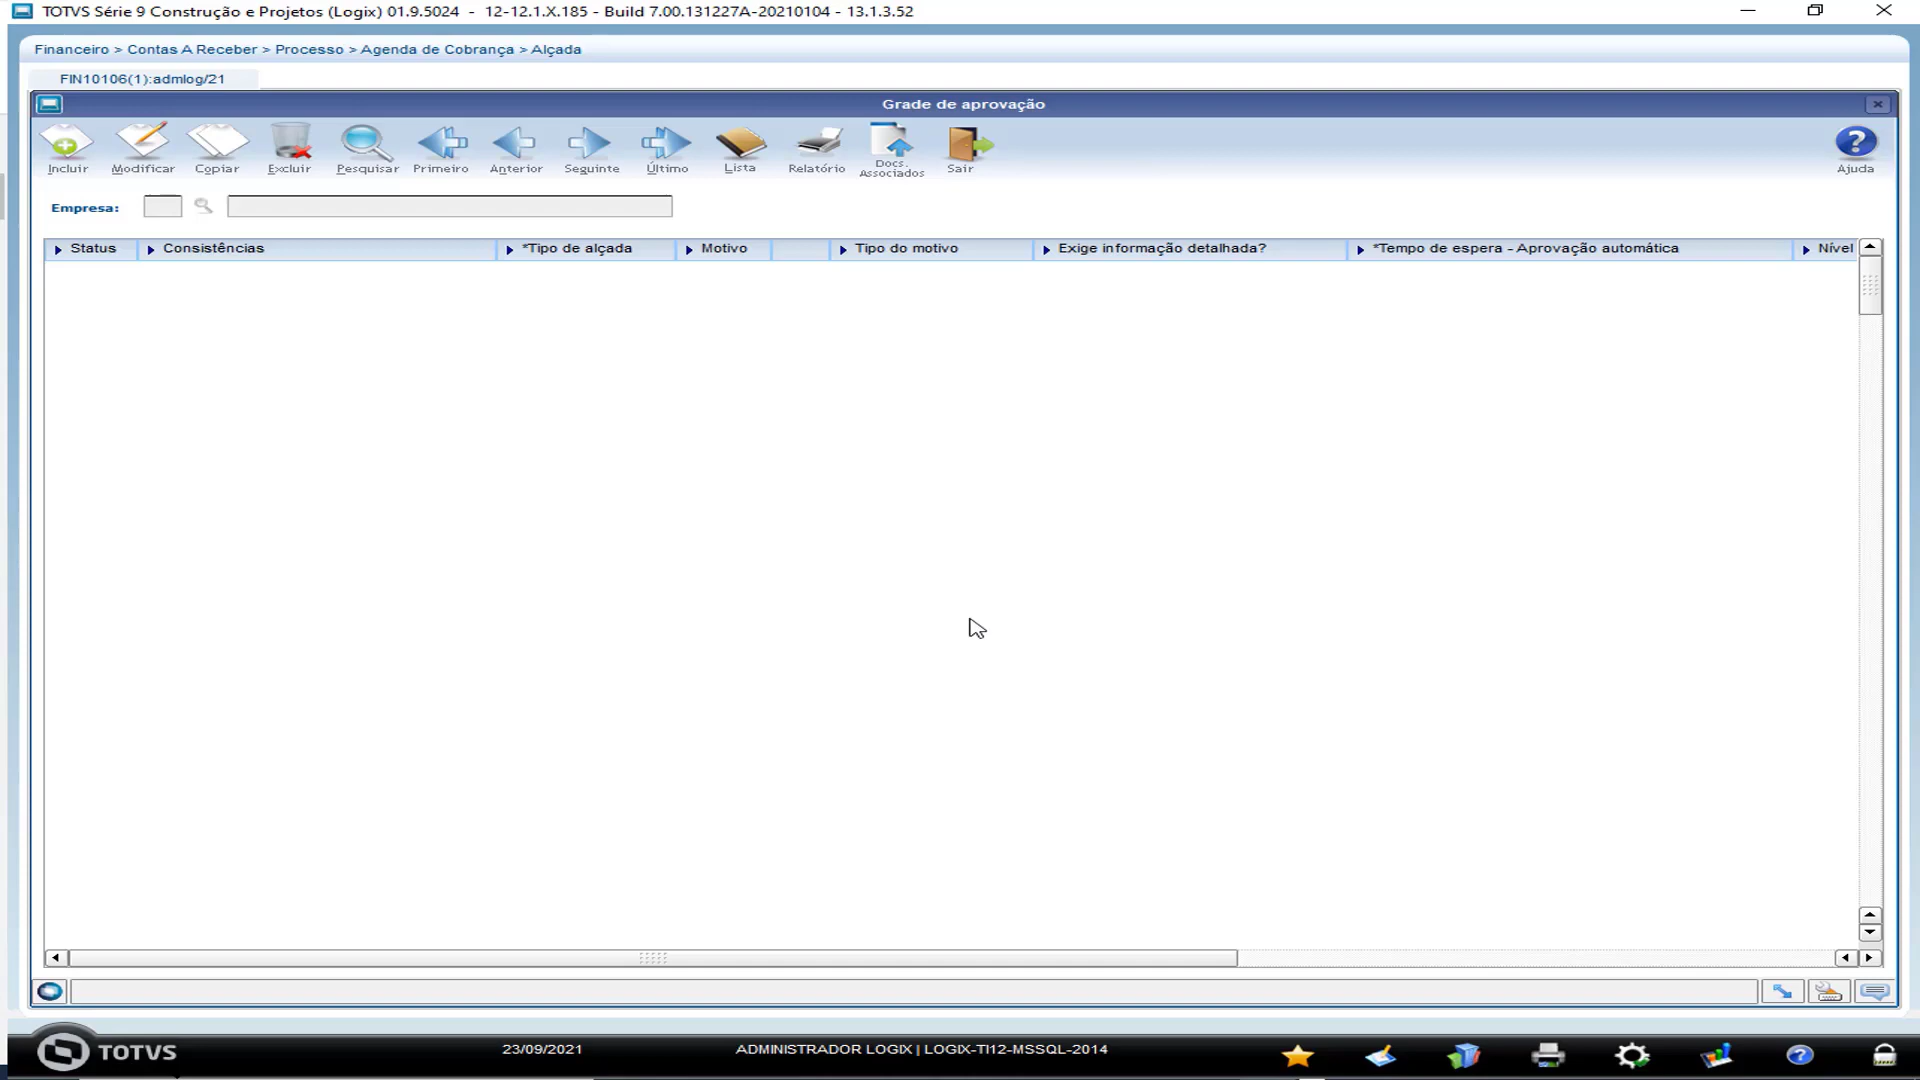 TOTVS Série 9 Construção e Projetos (Logix) 01.9.5024 - 12-12.1.X.185 - Build 7.00.131227A-20210104 - 13.1.3.52
Financeiro > Contas A Receber > Processo > Agenda de Cobrança > Alçada
FIN10106(1):admlog/21
Grade de aprovação
Incluir Modificar Copiar Excluir Pesquisar Primeiro Anterior Seguinte Último Lista Relatório Docs. Associados Sair Ajuda
Empresa:
Status Consistências *Tipo de alçada Motivo Tipo do motivo Exige informação detalhada? *Tempo de espera - Aprovação automática Nível
TOTVS 23/09/2021 ADMINISTRADOR LOGIX | LOGIX-TI12-MSSQL-2014